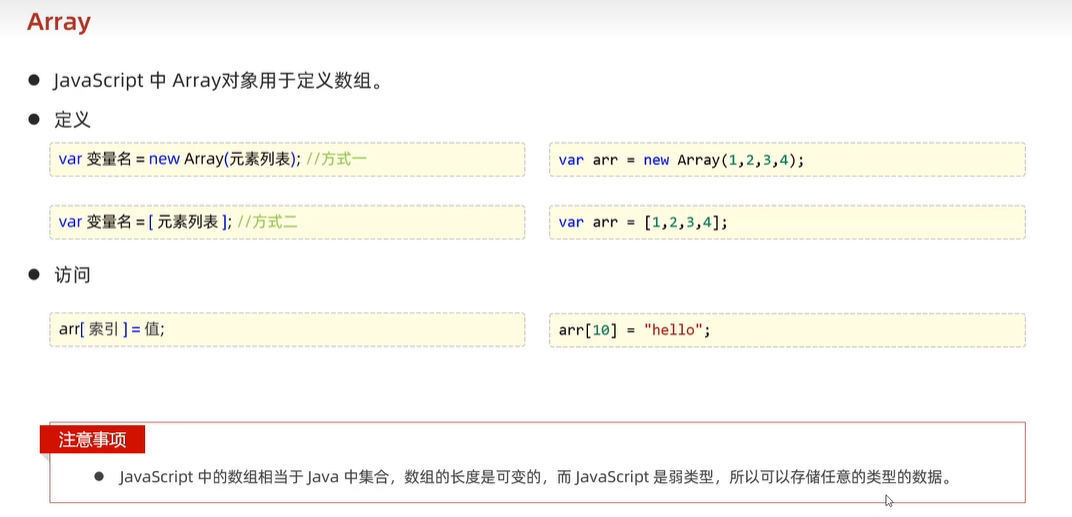 Array
JavaScript 中 Array对象用于定义数组。
定义
var 变量名 = new Array(元素列表); //方式一
var arr = new Array(1,2,3,4);
var 变量名 = [ 元素列表 ]; //方式二
var arr = [1,2,3,4];
访问
arr[ 索引 ] = 值;
arr[10] = "hello";
注意事项
JavaScript 中的数组相当于 Java 中集合，数组的长度是可变的，而 JavaScript 是弱类型，所以可以存储任意的类型的数据。